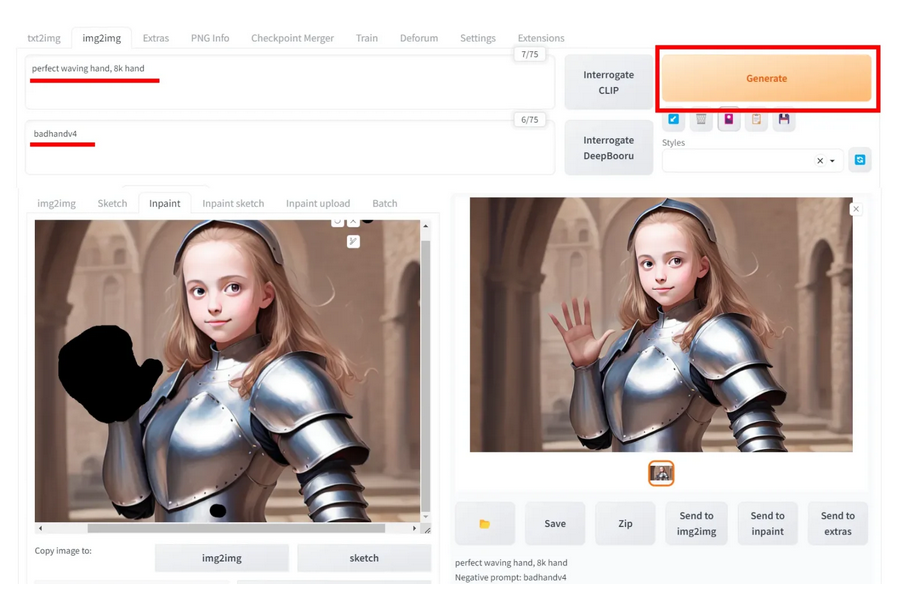 txt2img img2img Extras PNG Info Checkpoint Merger Train Deforum Settings Extensions
7/75
perfect waving hand, 8k hand
Interrogate
CLIP
Generate
6/75
badhandv4
Interrogate
DeepBooru
Styles
img2img Sketch Inpaint Inpaint sketch Inpaint upload Batch
Copy image to:
img2img
sketch
Save
Zip
Send to
img2img
Send to
inpaint
Send to
extras
perfect waving hand, 8k hand
Negative prompt: badhandv4